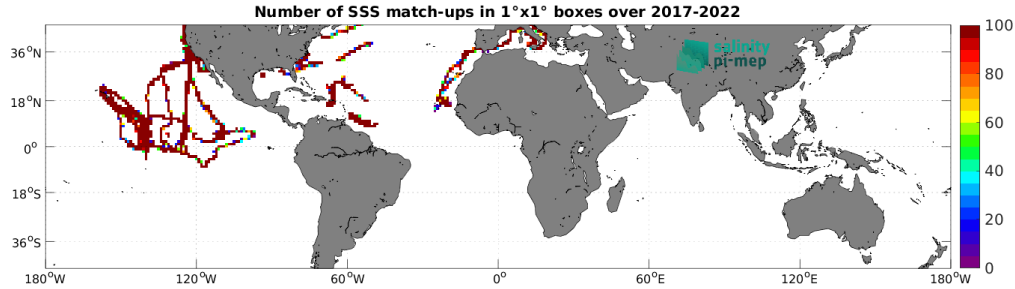 Number of SSS match-ups in 1°x1° boxes over 2017-2022
36°N
18°N
0°
18°S
36°S
180°W
120°W
60°W
0°
60°E
120°E
180°W
100
80
60
40
20
0
salinity
pi-mep